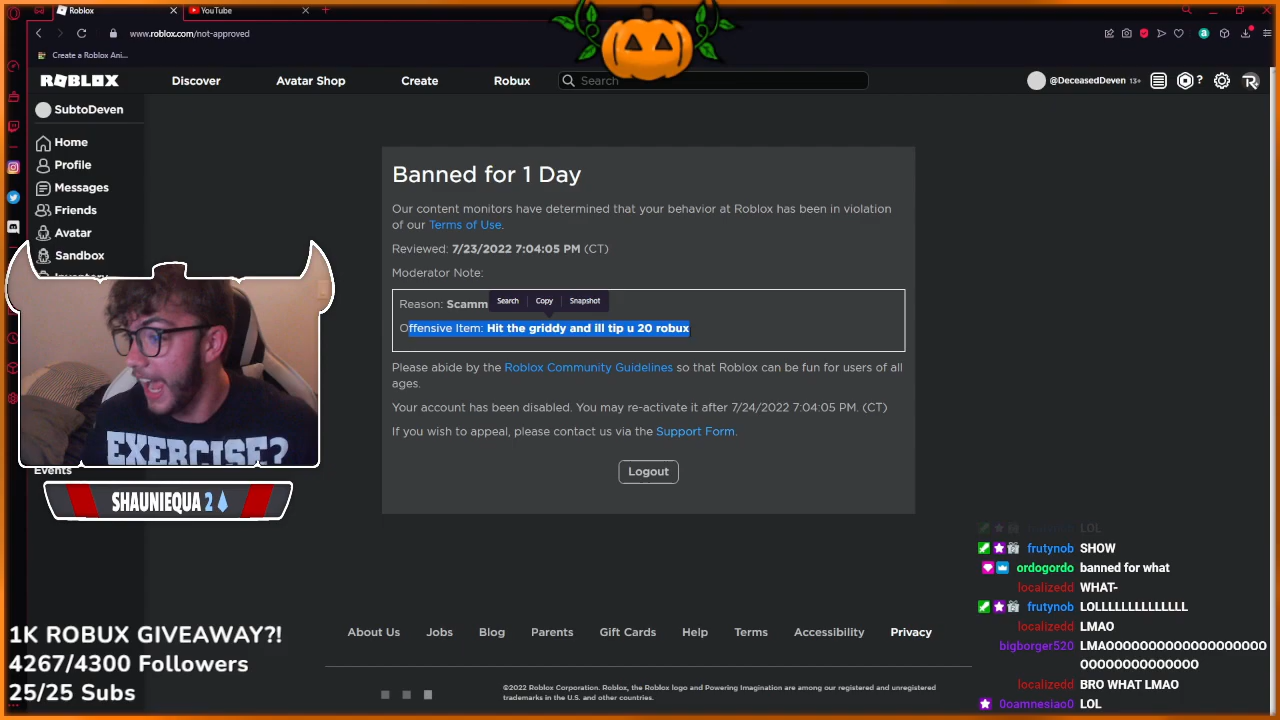 Roblox
YouTube
www.roblox.com/not-approved
Create a Roblox Ani...
ROBLOX
Discover
Avatar Shop
Create
Robux
Search
@DeceasedDeven 13+
?
SubtoDeven
Home
Profile
Messages
Friends
Avatar
Sandbox
Events
Banned for 1 Day
Our content monitors have determined that your behavior at Roblox has been in violation
of our Terms of Use.
Reviewed: 7/23/2022 7:04:05 PM (CT)
Moderator Note:
Search Copy Snapshot
Reason: Scamm
Offensive Item: Hit the griddy and ill tip u 20 robux
Please abide by the Roblox Community Guidelines so that Roblox can be fun for users of all
ages.
Your account has been disabled. You may re-activate it after 7/24/2022 7:04:05 PM. (CT)
If you wish to appeal, please contact us via the Support Form.
Logout
EXERCISE?
SHAUNIEQUA 2
1K ROBUX GIVEAWAY?!
4267/4300 Followers
25/25 Subs
About Us Jobs Blog Parents Gift Cards Help Terms Accessibility Privacy
©2022 Roblox Corporation. Roblox, the Roblox logo and Powering Imagination are among our registered and unregistered
trademarks in the U.S. and other countries.
LOL
frutynob SHOW
ordogordo banned for what
localizedd WHAT-
frutynob LOLLLLLLLLLLLLLL
localizedd LMAO
bigborger520 LMAOOOOOOOOOOOOOOOOOOO
OOOOOOOOOOOOOO
localizedd BRO WHAT LMAO
0oamnesiao0 LOL